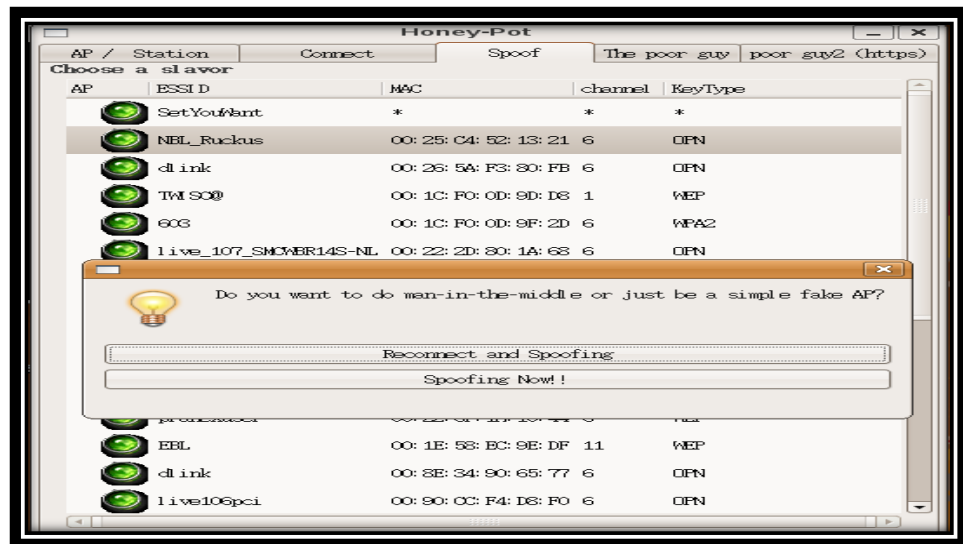 Honey-Pot
AP / Station Connect Spoof The poor guy poor guy2 (https)
Choose a slavor
AP ESSID MAC channel KeyType
SetYouWant * * *
NBL_Ruckus 00:25:C4:52:13:21 6 OPN
dlink 00:26:5A:F3:80:FB 6 OPN
TWISC@ 00:1C:F0:0D:9D:D8 1 WEP
603 00:1C:F0:0D:9F:2D 6 WPA2
live_107_SMCWBR14S-NL 00:22:2D:80:1A:68 6 OPN
Do you want to do man-in-the-middle or just be a simple fake AP?
Reconnect and Spoofing
Spoofing Now!!
EBL 00:1E:58:EC:9E:DF 11 WEP
dlink 00:8E:34:90:65:77 6 OPN
live106pci 00:90:CC:F4:D8:F0 6 OPN